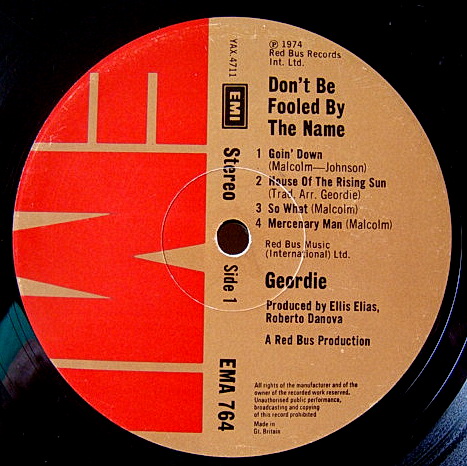 YAX.4711
EMI
Stereo
Side 1
EMA 764
℗ 1974
Red Bus Records
Int. Ltd.
Don't Be
Fooled By
The Name
1 Goin' Down
(Malcolm—Johnson)
2 House Of The Rising Sun
(Trad. Arr. Geordie)
3 So What (Malcolm)
4 Mercenary Man (Malcolm)
Red Bus Music
(International) Ltd.
Geordie
Produced by Ellis Elias,
Roberto Danova
A Red Bus Production
All rights of the manufacturer and of the
owner of the recorded work reserved.
Unauthorised public performance,
broadcasting and copying
of this record prohibited
Made in
Gt. Britain
EMI